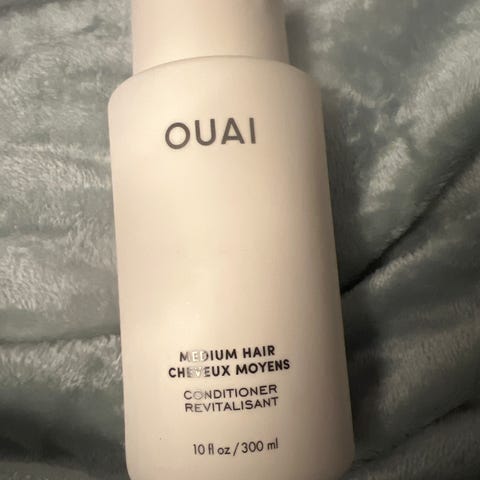 OUAI
MEDIUM HAIR
CHEVEUX MOYENS
CONDITIONER
REVITALISANT
10 fl oz / 300 ml